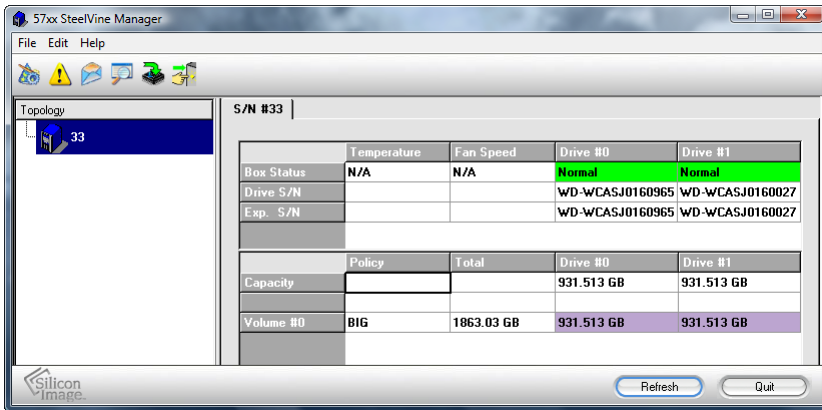 57xx SteelVine Manager
File Edit Help
Topology
33
S/N #33
Temperature Fan Speed Drive #0 Drive #1
Box Status N/A N/A Normal Normal
Drive S/N WD-WCASJ0160965 WD-WCASJ0160027
Exp. S/N WD-WCASJ0160965 WD-WCASJ0160027
Policy Total Drive #0 Drive #1
Capacity 931.513 GB 931.513 GB
Volume #0 BIG 1863.03 GB 931.513 GB 931.513 GB
Silicon
Image.
Refresh Quit